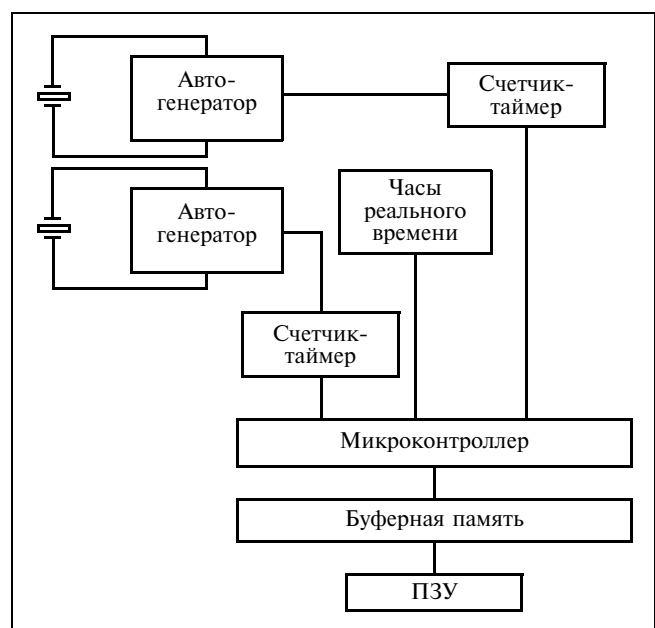 Авто-
генератор
Счетчик-
таймер
Авто-
генератор
Часы
реального
времени
Счетчик-
таймер
Микроконтроллер
Буферная память
ПЗУ